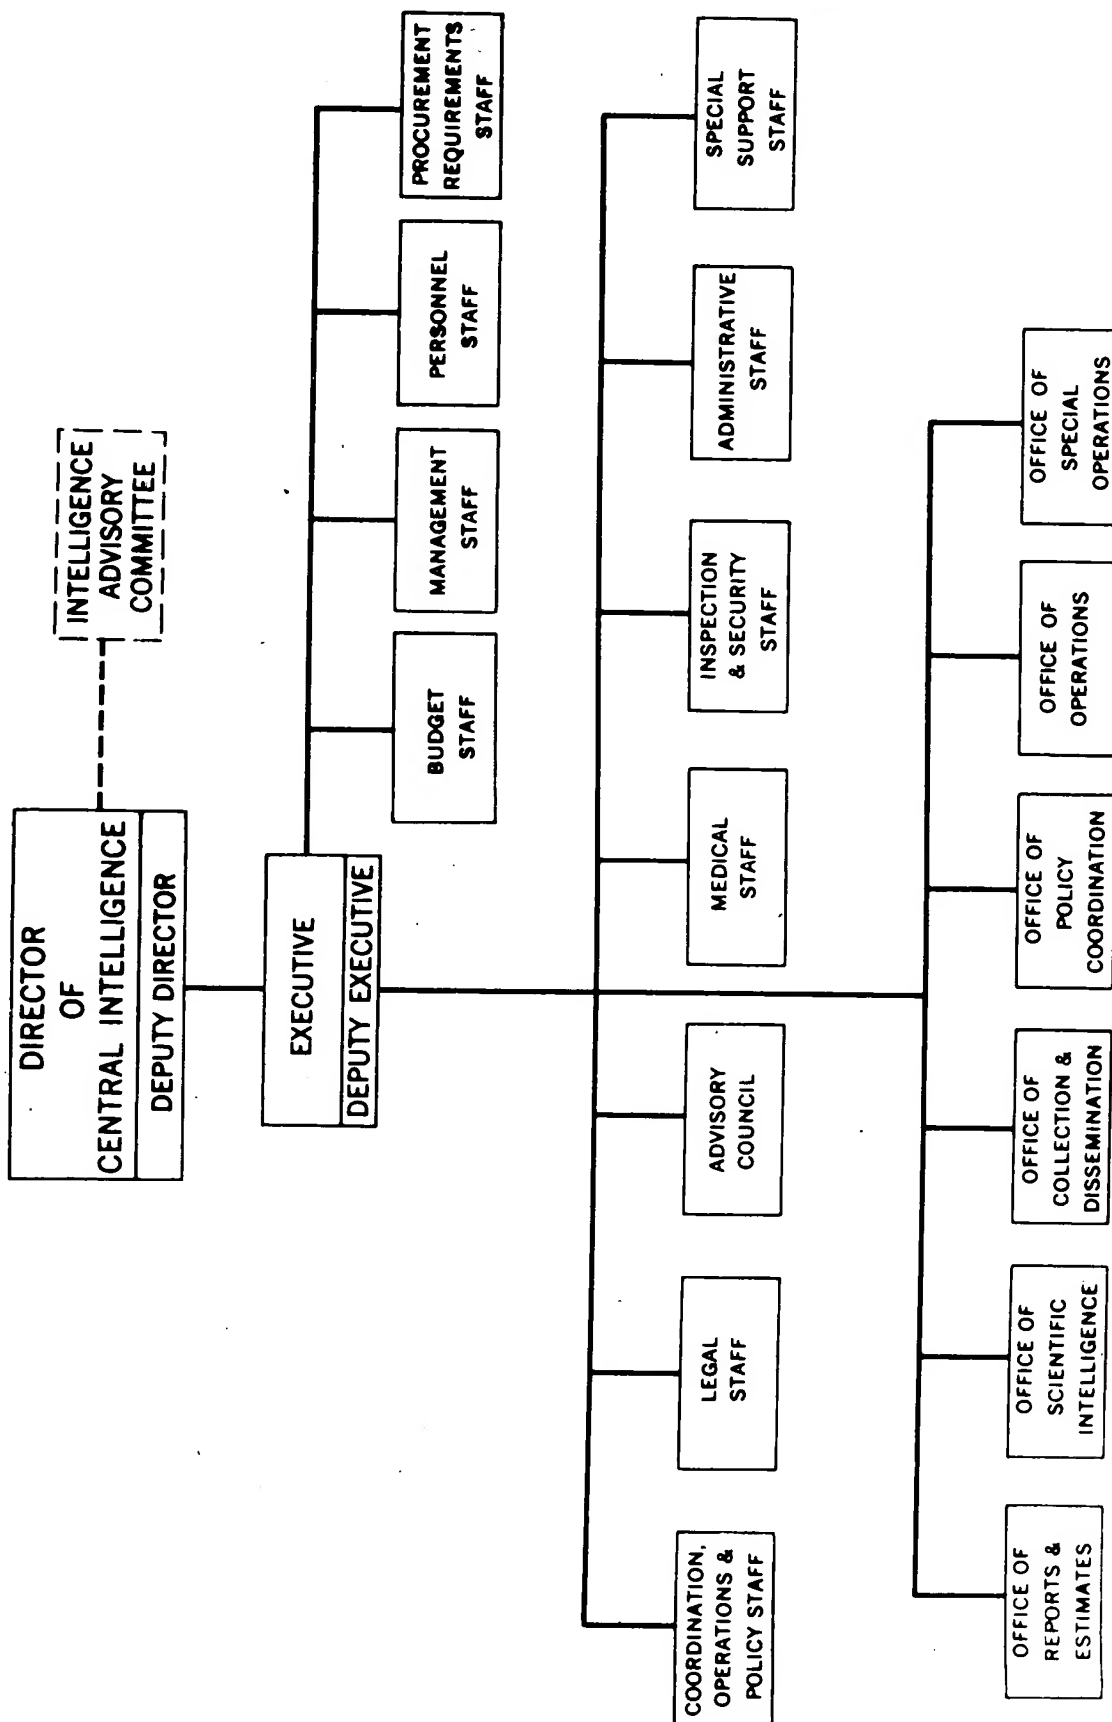 DIRECTOR
OF
CENTRAL INTELLIGENCE
DEPUTY DIRECTOR
INTELLIGENCE
ADVISORY
COMMITTEE
EXECUTIVE
DEPUTY EXECUTIVE
BUDGET
STAFF
MANAGEMENT
STAFF
PERSONNEL
STAFF
PROCUREMENT
REQUIREMENTS
STAFF
COORDINATION,
OPERATIONS &
POLICY STAFF
LEGAL
STAFF
ADVISORY
COUNCIL
MEDICAL
STAFF
INSPECTION
& SECURITY
STAFF
ADMINISTRATIVE
STAFF
SPECIAL
SUPPORT
STAFF
OFFICE OF
REPORTS &
ESTIMATES
OFFICE OF
SCIENTIFIC
INTELLIGENCE
OFFICE OF
COLLECTION &
DISSEMINATION
OFFICE OF
POLICY
COORDINATION
OFFICE OF
OPERATIONS
OFFICE OF
SPECIAL
OPERATIONS